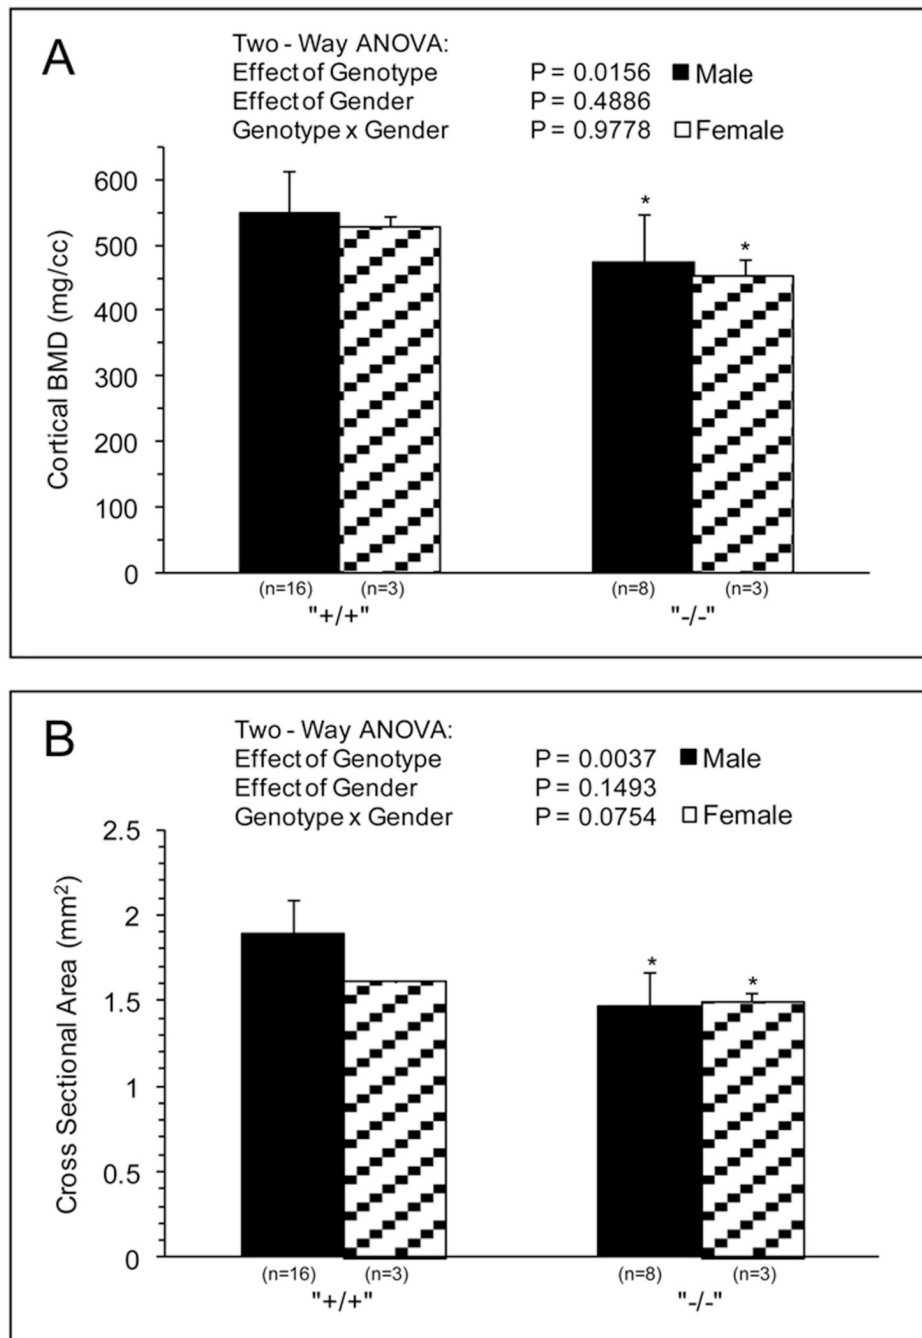 A
Two - Way ANOVA:
Effect of Genotype P = 0.0156 Male
Effect of Gender P = 0.4886
Genotype x Gender P = 0.9778 Female
Cortical BMD (mg/cc)
600
500
400
300
200
100
0
* *
(n=16) (n=3) (n=8) (n=3)
"+/+" "-/-"
B
Two - Way ANOVA:
Effect of Genotype P = 0.0037 Male
Effect of Gender P = 0.1493
Genotype x Gender P = 0.0754 Female
Cross Sectional Area (mm²)
2.5
2
1.5
1
0.5
0
* *
(n=16) (n=3) (n=8) (n=3)
"+/+" "-/-"